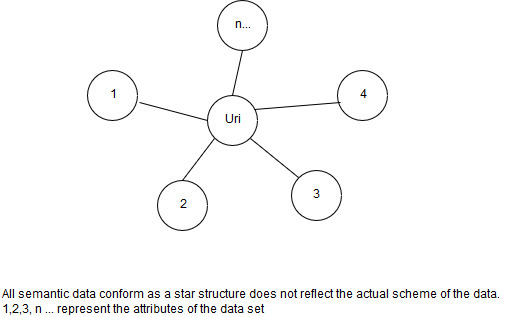 n...
1
4
Uri
3
2
All semantic data conform as a star structure does not reflect the actual scheme of the data.
1,2,3, n ... represent the attributes of the data set